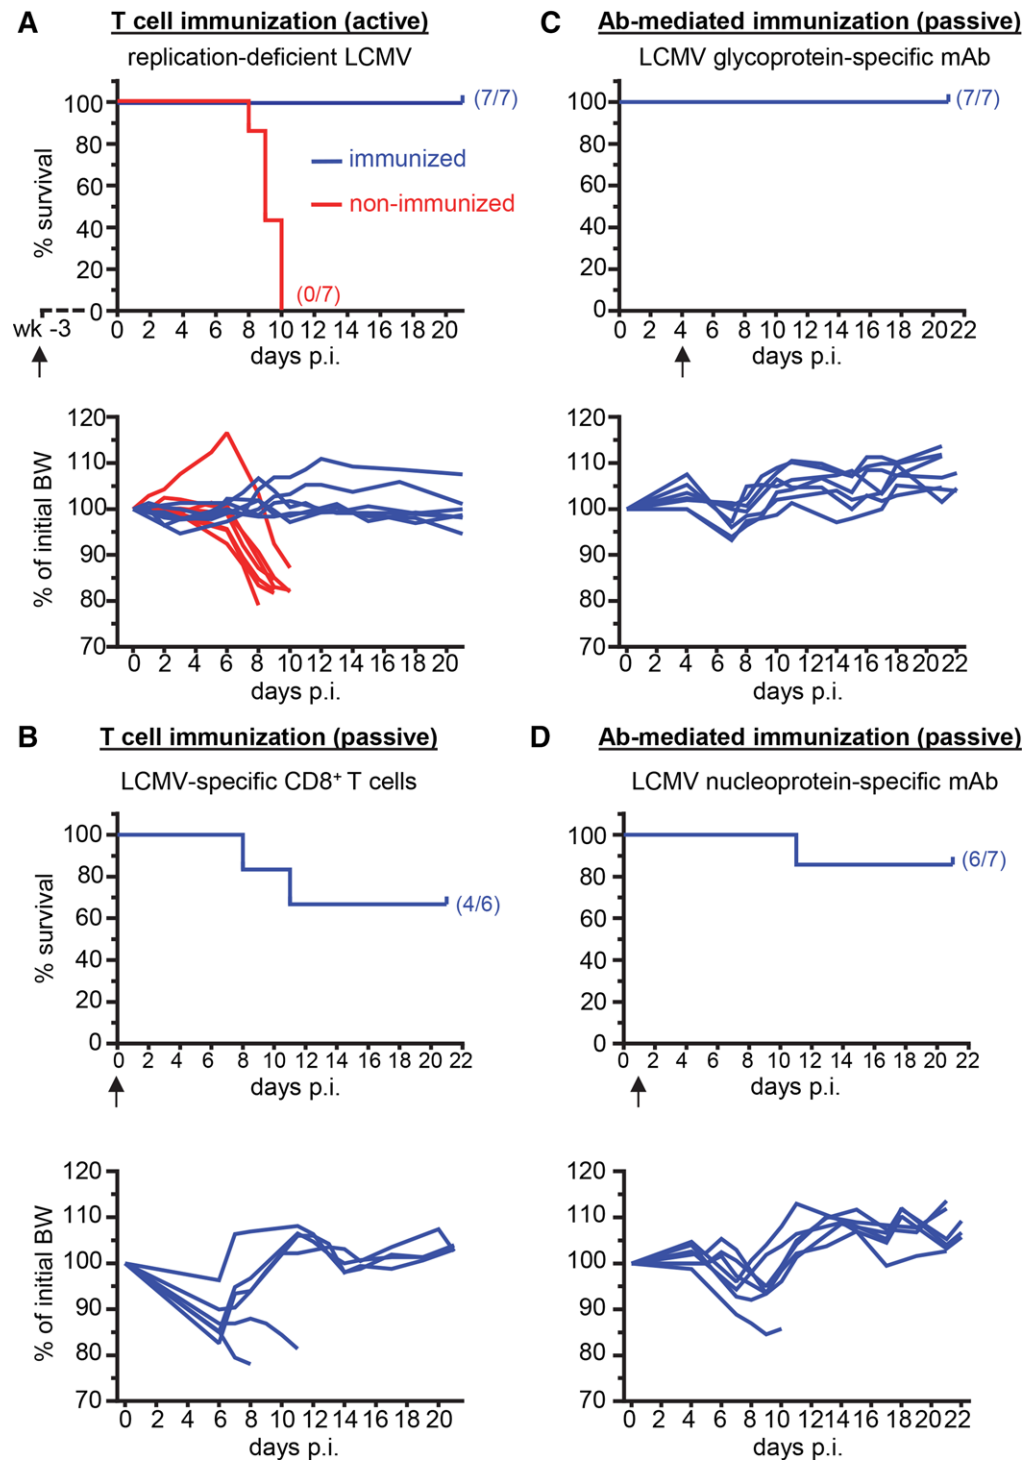 A T cell immunization (active)
replication-deficient LCMV
% survival
100
80
60
40
20
0
(7/7)
immunized
non-immunized
(0/7)
wk -3
0 2 4 6 8 10 12 14 16 18 20
days p.i.
% of initial BW
120
110
100
90
80
70
0 2 4 6 8 10 12 14 16 18 20
days p.i.
B T cell immunization (passive)
LCMV-specific CD8+ T cells
% survival
100
80
60
40
20
0
(4/6)
0 2 4 6 8 10 12 14 16 18 20 22
days p.i.
% of initial BW
120
110
100
90
80
70
0 2 4 6 8 10 12 14 16 18 20
days p.i.
C Ab-mediated immunization (passive)
LCMV glycoprotein-specific mAb
100
80
60
40
20
0
(7/7)
0 2 4 6 8 10 12 14 16 18 20 22
days p.i.
120
110
100
90
80
70
0 2 4 6 8 10 1214 16 18 20 22
days p.i.
D Ab-mediated immunization (passive)
LCMV nucleoprotein-specific mAb
100
80
60
40
20
0
(6/7)
0 2 4 6 8 10 12 14 16 18 20 22
days p.i.
120
110
100
90
80
70
0 2 4 6 8 10 1214 16 18 20 22
days p.i.